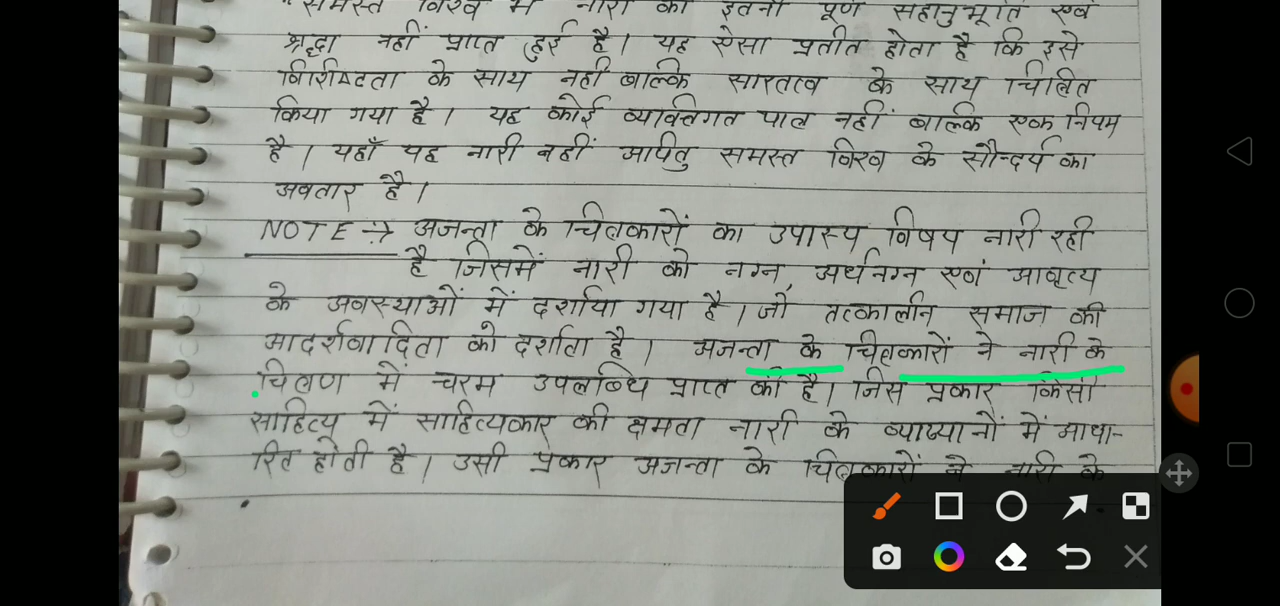 "समस्त विश्व में नारी को इतनी पूर्ण सहानुभूति एवं
श्रद्धा नहीं प्राप्त हुई है। यह ऐसा प्रतीत होता है कि इसे
विशिष्टता के साथ नहीं बल्कि सारतत्व के साथ चित्रित
किया गया है। यह कोई व्यक्तिगत पात्र नहीं बल्कि एक नियम
है। यहाँ यह नारी नहीं अपितु समस्त विश्व के सौन्दर्य का
अवतार है।
NOTE → अजन्ता के चित्रकारों का उपास्य विषय नारी रही
है जिसमें नारी को नग्न, अर्धनग्न एवं आवृत्य
के अवस्थाओं में दर्शाया गया है। जो तत्कालीन समाज की
आदर्शवादिता को दर्शाता है। अजन्ता के चित्रकारों ने नारी के
चित्रण में चरम उपलब्धि प्राप्त की है। जिस प्रकार किसी
साहित्य में साहित्यकार की क्षमता नारी के व्याख्यानों में आधा-
रित होती है। उसी प्रकार अजन्ता के चित्रकारों ने नारी के